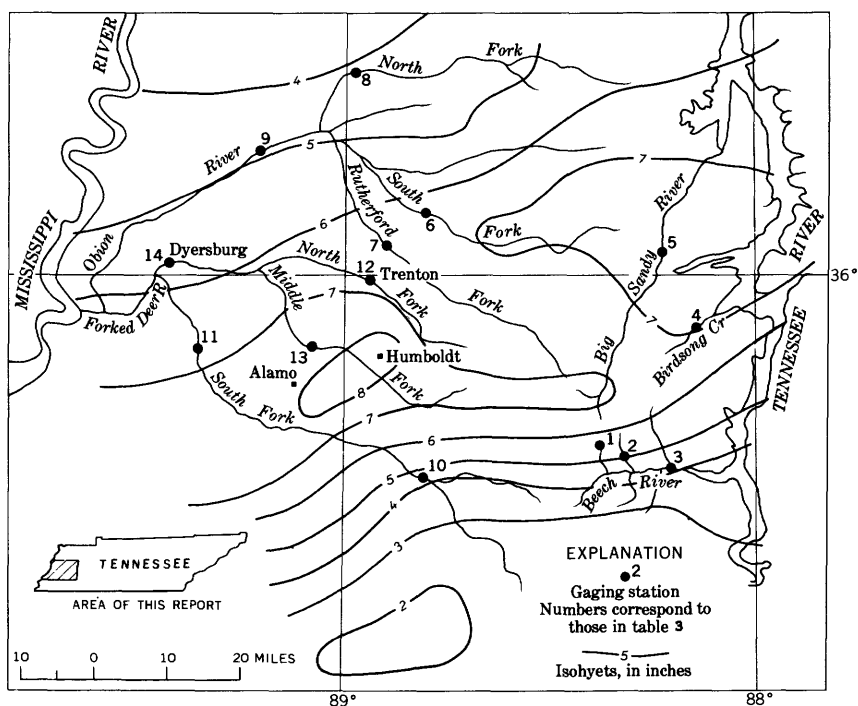 RIVER
MISSISSIPPI
4
8
North Fork
9
River
5
Obion
6
Rutherford
Fork
South
Fork
6
7
7
7
River
Sandy
Big
5
4
Birdsong Cr
RIVER
TENNESSEE
36°
14
Dyersburg
North
Fork
12
Trenton
7
Middle
Fork
Forked Deer R
11
13
Humboldt
Alamo
8
South
Fork
7
6
5
4
3
10
1
2
3
Beech
River
2
TENNESSEE
AREA OF THIS REPORT
10 0 10 20 MILES
EXPLANATION
2
Gaging station
Numbers correspond to
those in table 3
5
Isohyets, in inches
89°
88°